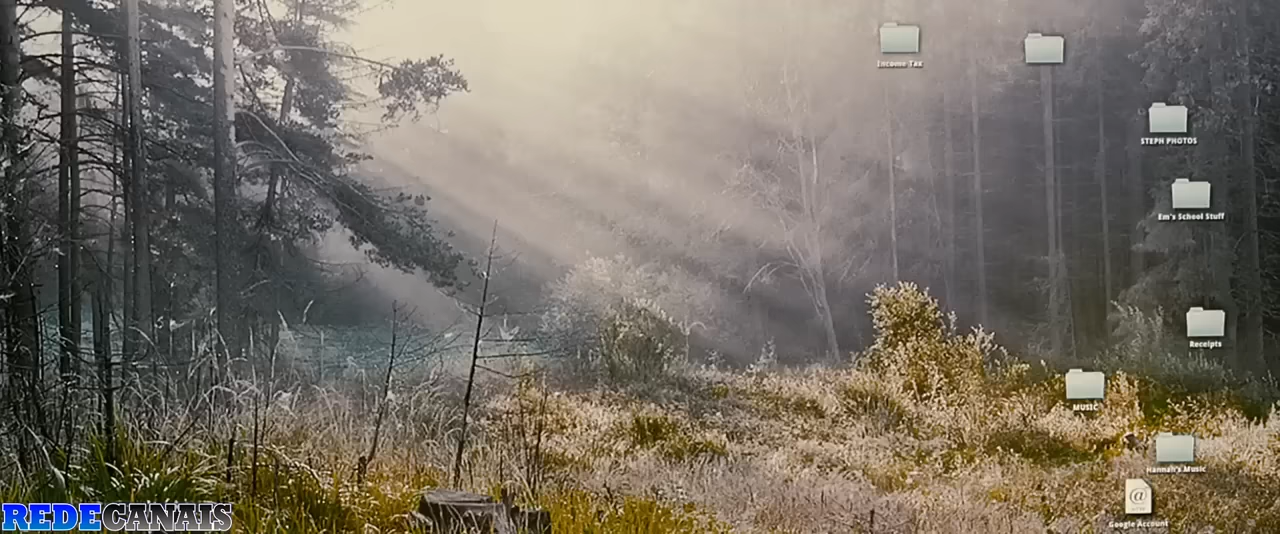 Income Tax
STEPH PHOTOS
Em's School Stuff
Receipts
MUSIC
Hannah's Music
@
Google Account
REDECANAIS